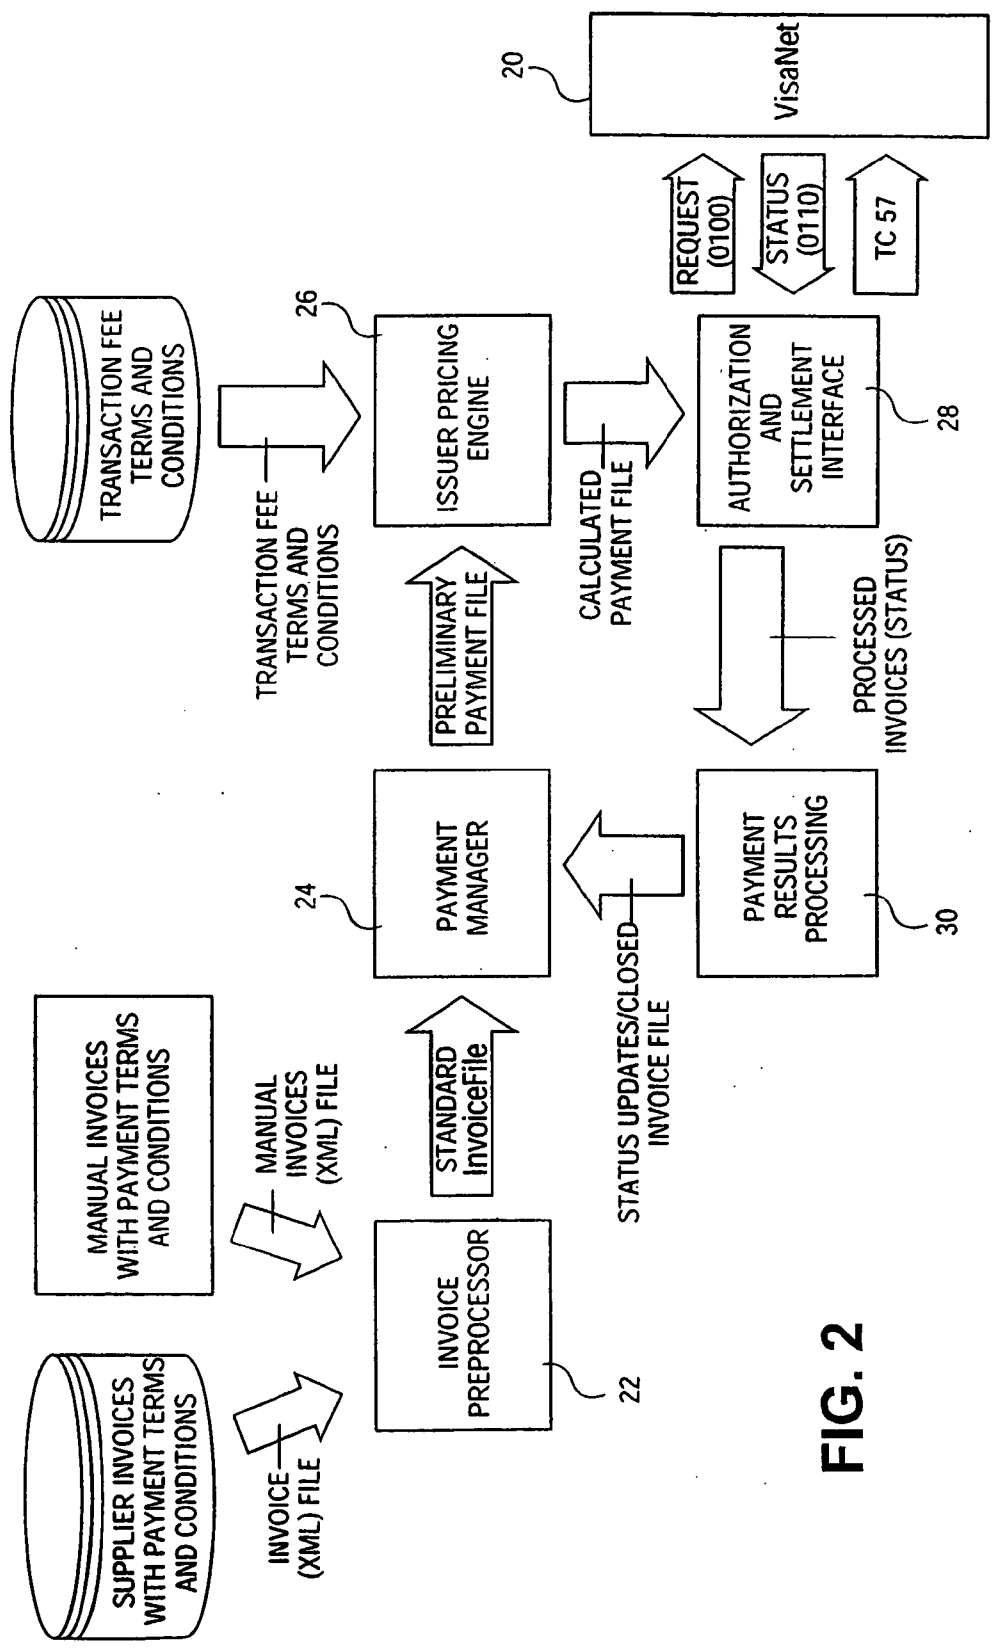 SUPPLIER INVOICES
WITH PAYMENT TERMS
AND CONDITIONS
MANUAL INVOICES
WITH PAYMENT TERMS
AND CONDITIONS
TRANSACTION FEE
TERMS AND
CONDITIONS
INVOICE
(XML) FILE
MANUAL
INVOICES
(XML) FILE
TRANSACTION FEE
TERMS AND
CONDITIONS
INVOICE
PREPROCESSOR
22
STANDARD
InvoiceFile
24
PAYMENT
MANAGER
PRELIMINARY
PAYMENT FILE
26
ISSUER PRICING
ENGINE
STATUS UPDATES/CLOSED
INVOICE FILE
CALCULATED
PAYMENT FILE
PAYMENT
RESULTS
PROCESSING
30
PROCESSED
INVOICES (STATUS)
AUTHORIZATION
AND
SETTLEMENT
INTERFACE
28
REQUEST
(0100)
STATUS
(0110)
TC 57
20
VisaNet
FIG. 2